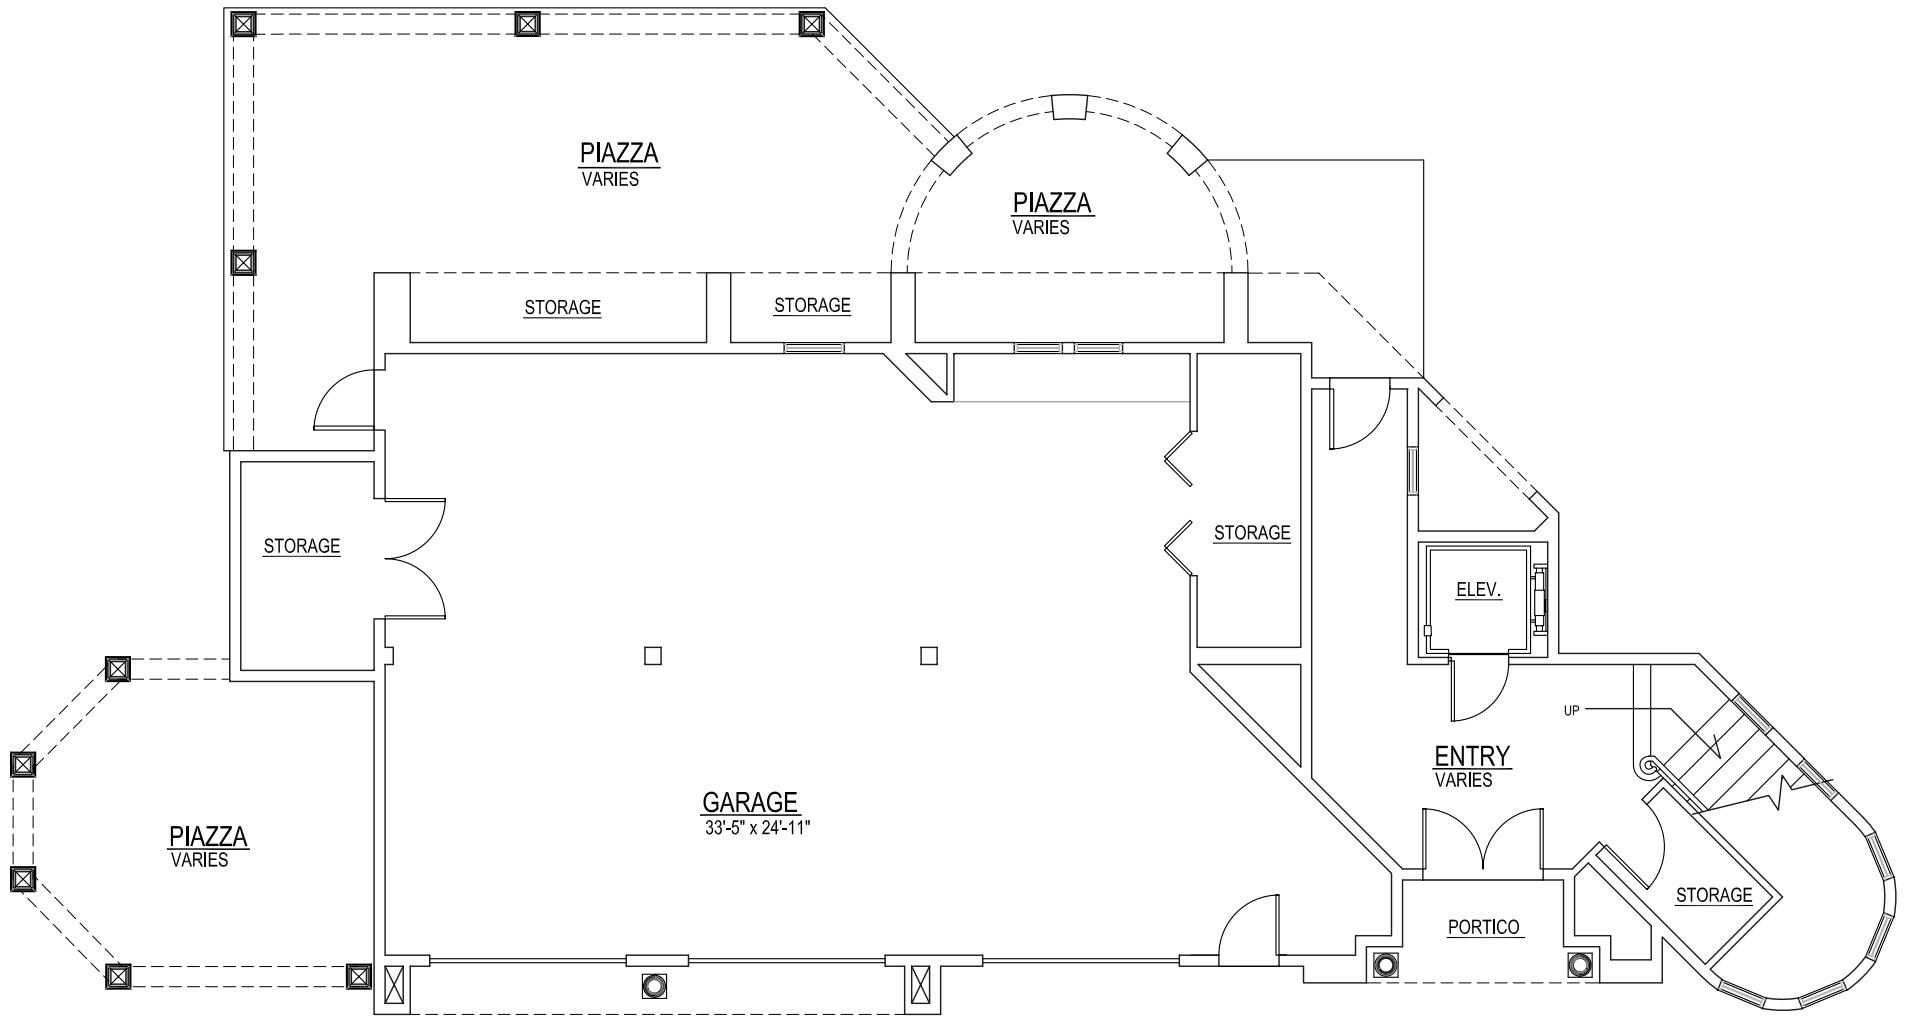 PIAZZA
VARIES
PIAZZA
VARIES
STORAGE
STORAGE
STORAGE
STORAGE
ELEV.
UP
ENTRY
VARIES
GARAGE
33'-5" x 24'-11"
PIAZZA
VARIES
STORAGE
PORTICO